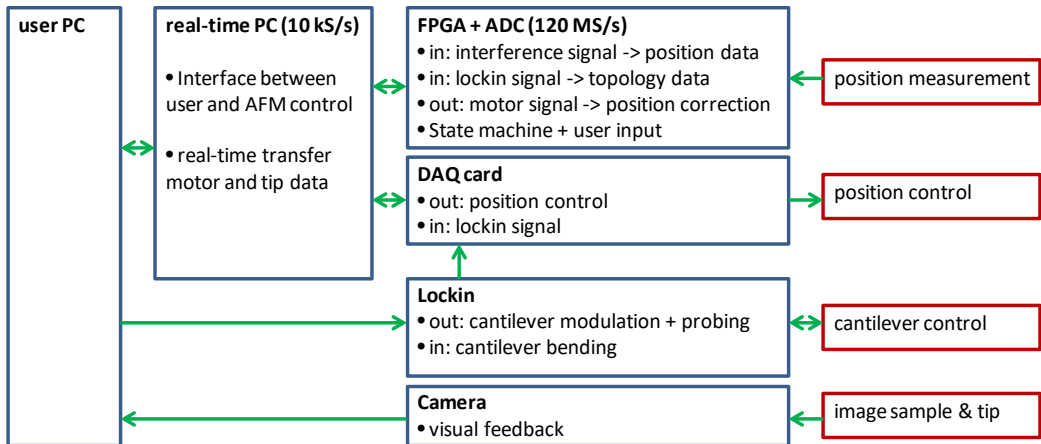 user PC
real-time PC (10 kS/s)
• Interface between
user and AFM control
• real-time transfer
motor and tip data
FPGA + ADC (120 MS/s)
• in: interference signal -> position data
• in: lockin signal -> topology data
• out: motor signal -> position correction
• State machine + user input
position measurement
DAQ card
• out: position control
• in: lockin signal
position control
Lockin
• out: cantilever modulation + probing
• in: cantilever bending
cantilever control
Camera
• visual feedback
image sample & tip